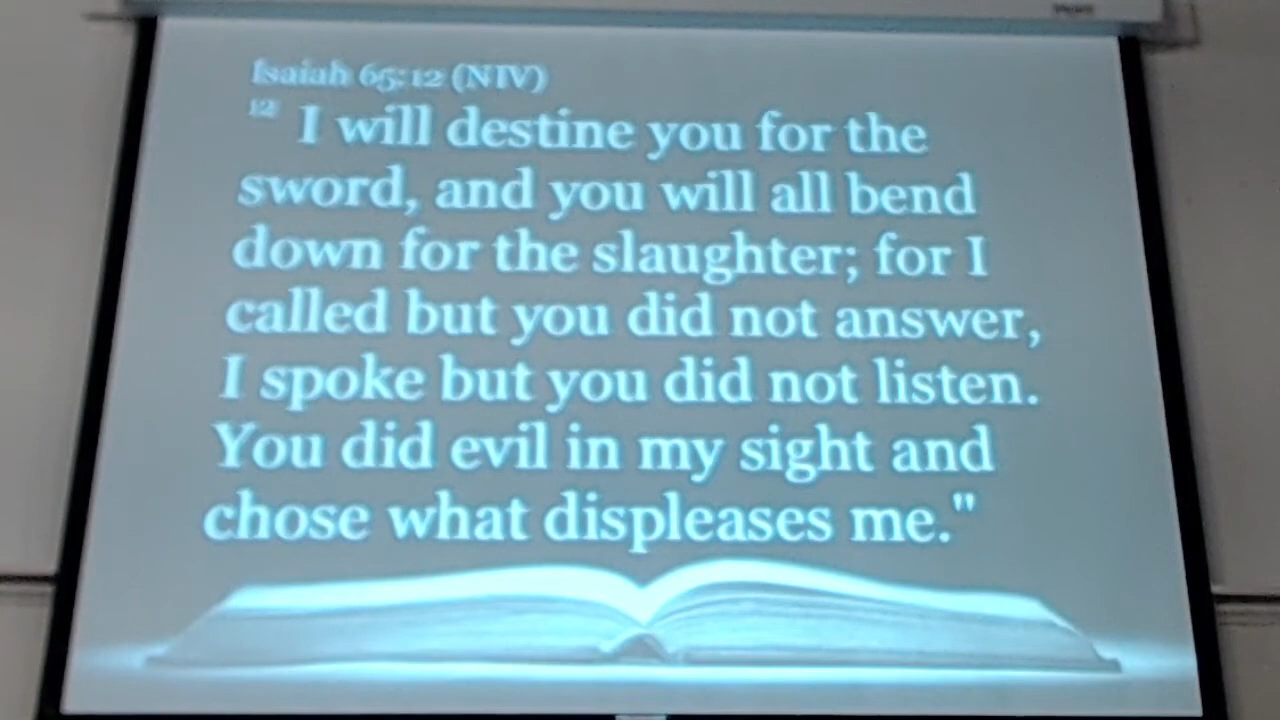 Isaiah 65:12 (NIV)
12 I will destine you for the
sword, and you will all bend
down for the slaughter; for I
called but you did not answer,
I spoke but you did not listen.
You did evil in my sight and
chose what displeases me."